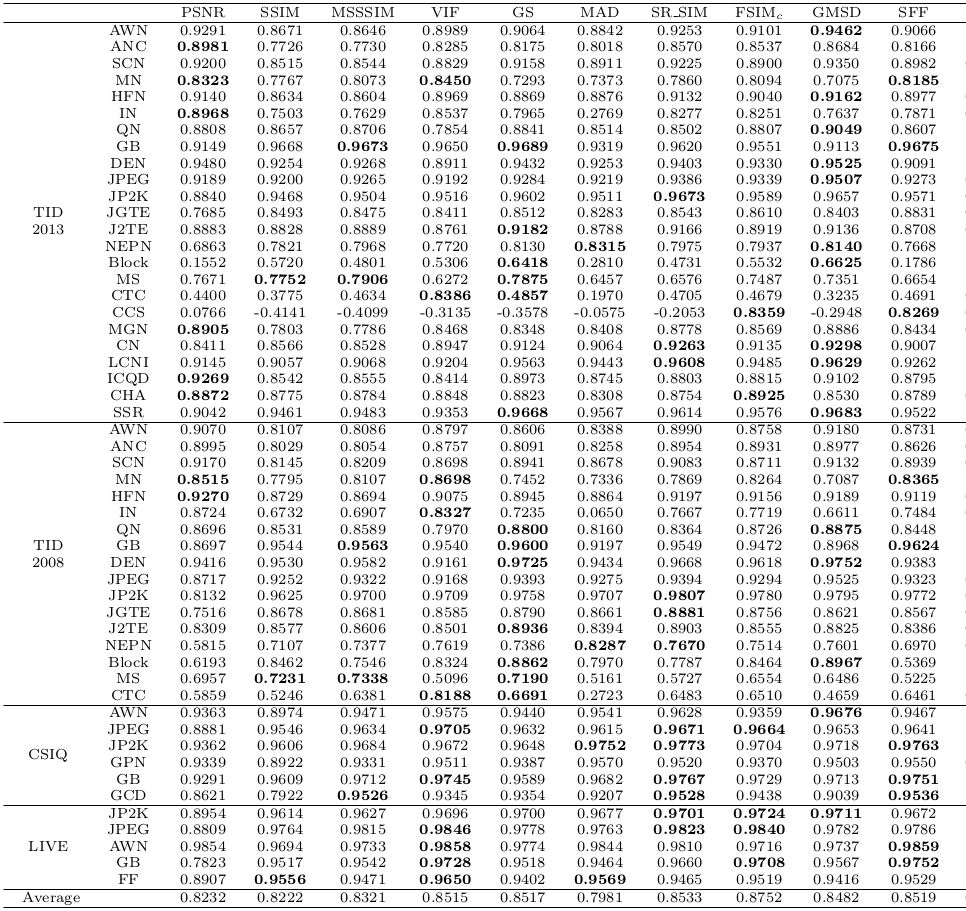 PSNR SSIM MSSSIM VIF GS MAD SR_SIM FSIMc GMSD SFF
AWN 0.9291 0.8671 0.8646 0.8989 0.9064 0.8842 0.9253 0.9101 0.9462 0.9066
ANC 0.8981 0.7726 0.7730 0.8285 0.8175 0.8018 0.8570 0.8537 0.8684 0.8166
SCN 0.9200 0.8515 0.8544 0.8829 0.9158 0.8911 0.9225 0.8900 0.9350 0.8982
MN 0.8323 0.7767 0.8073 0.8450 0.7293 0.7373 0.7860 0.8094 0.7075 0.8185
HFN 0.9140 0.8634 0.8604 0.8969 0.8869 0.8876 0.9132 0.9040 0.9162 0.8977
IN 0.8968 0.7503 0.7629 0.8537 0.7965 0.2769 0.8277 0.8251 0.7637 0.7871
QN 0.8808 0.8657 0.8706 0.7854 0.8841 0.8514 0.8502 0.8807 0.9049 0.8607
GB 0.9149 0.9668 0.9673 0.9650 0.9689 0.9319 0.9620 0.9551 0.9113 0.9675
DEN 0.9480 0.9254 0.9268 0.8911 0.9432 0.9253 0.9403 0.9330 0.9525 0.9091
JPEG 0.9189 0.9200 0.9265 0.9192 0.9284 0.9219 0.9386 0.9339 0.9507 0.9273
JP2K 0.8840 0.9468 0.9504 0.9516 0.9602 0.9511 0.9673 0.9589 0.9657 0.9571
TID JGTE 0.7685 0.8493 0.8475 0.8411 0.8512 0.8283 0.8543 0.8610 0.8403 0.8831
2013 J2TE 0.8883 0.8828 0.8889 0.8761 0.9182 0.8788 0.9166 0.8919 0.9136 0.8708
NEPN 0.6863 0.7821 0.7968 0.7720 0.8130 0.8315 0.7975 0.7937 0.8140 0.7668
Block 0.1552 0.5720 0.4801 0.5306 0.6418 0.2810 0.4731 0.5532 0.6625 0.1786
MS 0.7671 0.7752 0.7906 0.6272 0.7875 0.6457 0.6576 0.7487 0.7351 0.6654
CTC 0.4400 0.3775 0.4634 0.8386 0.4857 0.1970 0.4705 0.4679 0.3235 0.4691
CCS 0.0766 -0.4141 -0.4099 -0.3135 -0.3578 -0.0575 -0.2053 0.8359 -0.2948 0.8269
MGN 0.8905 0.7803 0.7786 0.8468 0.8348 0.8408 0.8778 0.8569 0.8886 0.8434
CN 0.8411 0.8566 0.8528 0.8947 0.9124 0.9064 0.9263 0.9135 0.9298 0.9007
LCNI 0.9145 0.9057 0.9068 0.9204 0.9563 0.9443 0.9608 0.9485 0.9629 0.9262
ICQD 0.9269 0.8542 0.8555 0.8414 0.8973 0.8745 0.8803 0.8815 0.9102 0.8795
CHA 0.8872 0.8775 0.8784 0.8848 0.8823 0.8308 0.8754 0.8925 0.8530 0.8789
SSR 0.9042 0.9461 0.9483 0.9353 0.9668 0.9567 0.9614 0.9576 0.9683 0.9522
AWN 0.9070 0.8107 0.8086 0.8797 0.8606 0.8388 0.8990 0.8758 0.9180 0.8731
ANC 0.8995 0.8029 0.8054 0.8757 0.8091 0.8258 0.8954 0.8931 0.8977 0.8626
SCN 0.9170 0.8145 0.8209 0.8698 0.8941 0.8678 0.9083 0.8711 0.9132 0.8939
MN 0.8515 0.7795 0.8107 0.8698 0.7452 0.7336 0.7869 0.8264 0.7087 0.8365
HFN 0.9270 0.8729 0.8694 0.9075 0.8945 0.8864 0.9197 0.9156 0.9189 0.9119
IN 0.8724 0.6732 0.6907 0.8327 0.7235 0.0650 0.7667 0.7719 0.6611 0.7484
QN 0.8696 0.8531 0.8589 0.7970 0.8800 0.8160 0.8364 0.8726 0.8875 0.8448
TID GB 0.8697 0.9544 0.9563 0.9540 0.9600 0.9197 0.9549 0.9472 0.8968 0.9624
2008 DEN 0.9416 0.9530 0.9582 0.9161 0.9725 0.9434 0.9668 0.9618 0.9752 0.9383
JPEG 0.8717 0.9252 0.9322 0.9168 0.9393 0.9275 0.9394 0.9294 0.9525 0.9323
JP2K 0.8132 0.9625 0.9700 0.9709 0.9758 0.9707 0.9807 0.9780 0.9795 0.9772
JGTE 0.7516 0.8678 0.8681 0.8585 0.8790 0.8661 0.8881 0.8756 0.8621 0.8567
J2TE 0.8309 0.8577 0.8606 0.8501 0.8936 0.8394 0.8903 0.8555 0.8825 0.8386
NEPN 0.5815 0.7107 0.7377 0.7619 0.7386 0.8287 0.7670 0.7514 0.7601 0.6970
Block 0.6193 0.8462 0.7546 0.8324 0.8862 0.7970 0.7787 0.8464 0.8967 0.5369
MS 0.6957 0.7231 0.7338 0.5096 0.7190 0.5161 0.5727 0.6554 0.6486 0.5225
CTC 0.5859 0.5246 0.6381 0.8188 0.6691 0.2723 0.6483 0.6510 0.4659 0.6461
AWN 0.9363 0.8974 0.9471 0.9575 0.9440 0.9541 0.9628 0.9359 0.9676 0.9467
JPEG 0.8881 0.9546 0.9634 0.9705 0.9632 0.9615 0.9671 0.9664 0.9653 0.9641
CSIQ JP2K 0.9362 0.9606 0.9684 0.9672 0.9648 0.9752 0.9773 0.9704 0.9718 0.9763
GPN 0.9339 0.8922 0.9331 0.9511 0.9387 0.9570 0.9520 0.9370 0.9503 0.9550
GB 0.9291 0.9609 0.9712 0.9745 0.9589 0.9682 0.9767 0.9729 0.9713 0.9751
GCD 0.8621 0.7922 0.9526 0.9345 0.9354 0.9207 0.9528 0.9438 0.9039 0.9536
JP2K 0.8954 0.9614 0.9627 0.9696 0.9700 0.9677 0.9701 0.9724 0.9711 0.9672
JPEG 0.8809 0.9764 0.9815 0.9846 0.9778 0.9763 0.9823 0.9840 0.9782 0.9786
LIVE AWN 0.9854 0.9694 0.9733 0.9858 0.9774 0.9844 0.9810 0.9716 0.9737 0.9859
GB 0.7823 0.9517 0.9542 0.9728 0.9518 0.9464 0.9660 0.9708 0.9567 0.9752
FF 0.8907 0.9556 0.9471 0.9650 0.9402 0.9569 0.9465 0.9519 0.9416 0.9529
Average 0.8232 0.8222 0.8321 0.8515 0.8517 0.7981 0.8533 0.8752 0.8482 0.8519